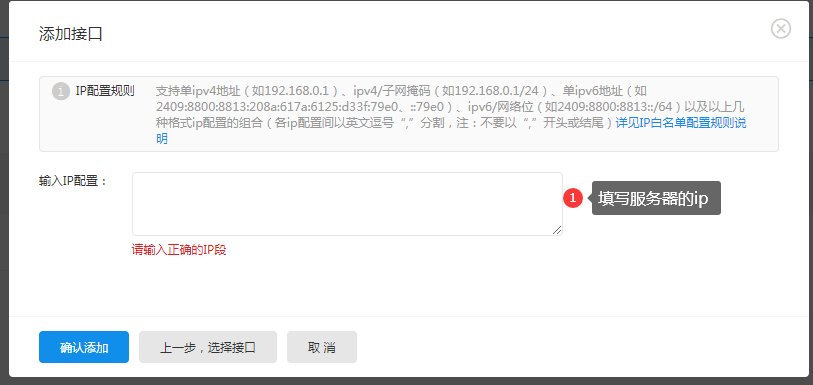 添加接口
i IP配置规则 支持单ipv4地址（如192.168.0.1）、ipv4/子网掩码（如192.168.0.1/24）、单ipv6地址（如
2409:8800:8813:208a:617a:6125:d33f:79e0、::79e0）、ipv6/网络位（如2409:8800:8813::/64）以及以上几
种格式ip配置的组合（各ip配置间以英文逗号“,”分割，注：不要以“,”开头或结尾）详见IP白名单配置规则说
明
输入IP配置：
1 填写服务器的ip
请输入正确的IP段
确认添加 上一步，选择接口 取 消